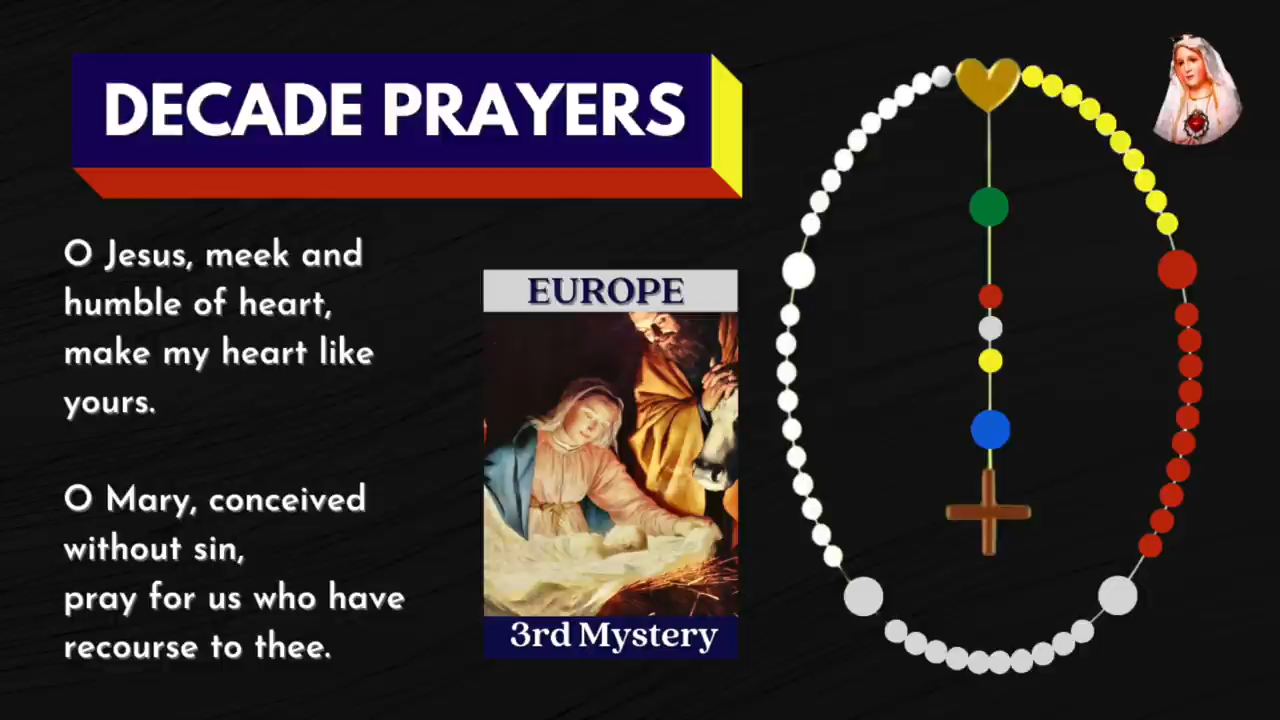 DECADE PRAYERS
O Jesus, meek and
humble of heart,
make my heart like
yours.
O Mary, conceived
without sin,
pray for us who have
recourse to thee.
EUROPE
3rd Mystery